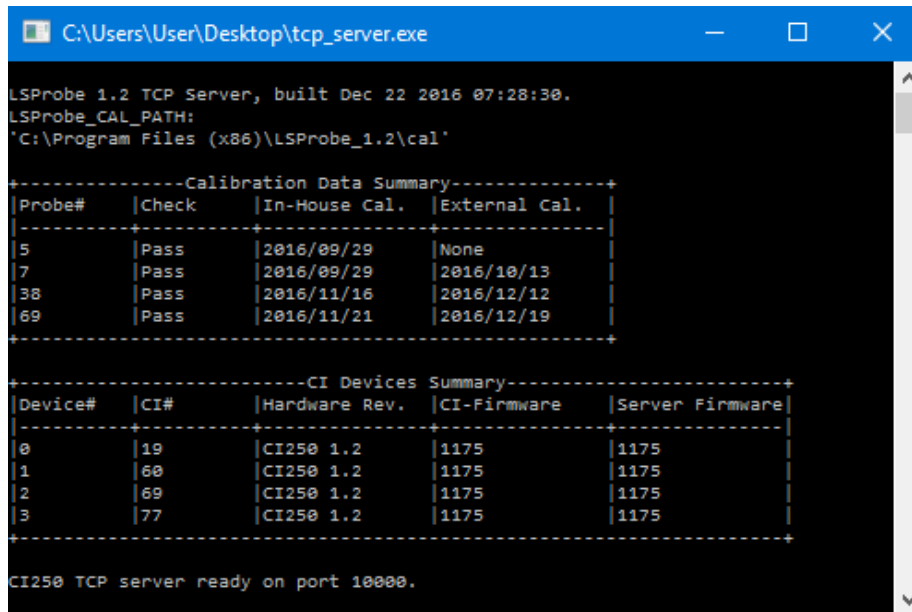 C:\Users\User\Desktop\tcp_server.exe
LSProbe 1.2 TCP Server, built Dec 22 2016 07:28:30.
LSProbe_CAL_PATH:
'C:\Program Files (x86)\LSProbe_1.2\cal'
+---------------Calibration Data Summary--------------+
|Probe#    |Check    |In-House Cal.  |External Cal.  |
|----------+----------+---------------+---------------|
|5         |Pass      |2016/09/29     |None           |
|7         |Pass      |2016/09/29     |2016/10/13     |
|38        |Pass      |2016/11/16     |2016/12/12     |
|69        |Pass      |2016/11/21     |2016/12/19     |
+-----------------------------------------------------+
+--------------------------CI Devices Summary-------------------------+
|Device#   |CI#       |Hardware Rev.  |CI-Firmware    |Server Firmware|
|----------+----------+---------------+---------------+---------------|
|0         |19        |CI250 1.2      |1175           |1175           |
|1         |60        |CI250 1.2      |1175           |1175           |
|2         |69        |CI250 1.2      |1175           |1175           |
|3         |77        |CI250 1.2      |1175           |1175           |
+---------------------------------------------------------------------+
CI250 TCP server ready on port 10000.